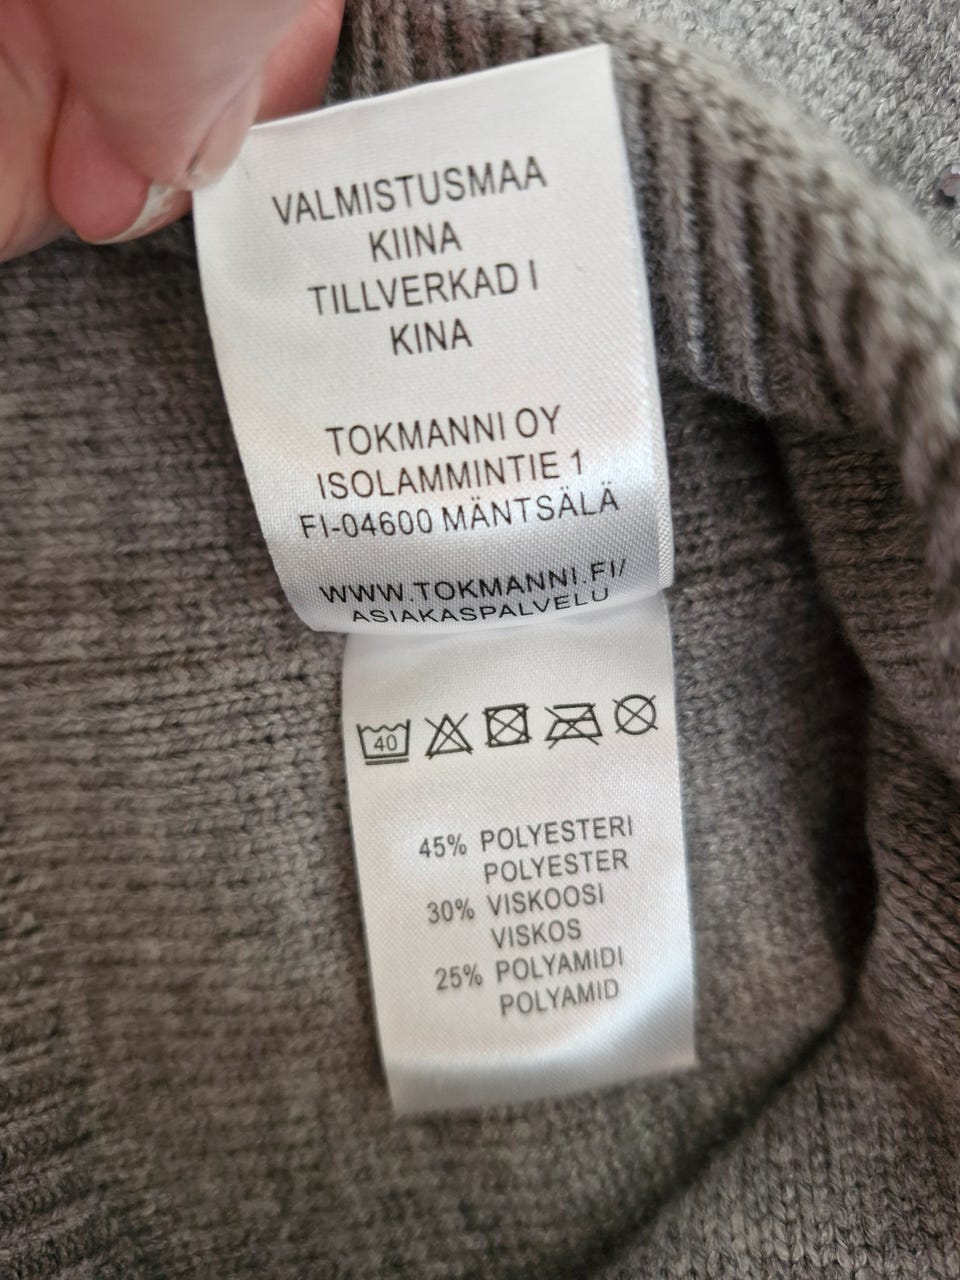 VALMISTUSMAA
KIINA
TILLVERKAD I
KINA
TOKMANNI OY
ISOLAMMINTIE 1
FI-04600 MÄNTSÄLÄ
WWW.TOKMANNI.FI/
ASIAKASPALVELU
40
45% POLYESTERI
POLYESTER
30% VISKOOSI
VISKOS
25% POLYAMIDI
POLYAMID